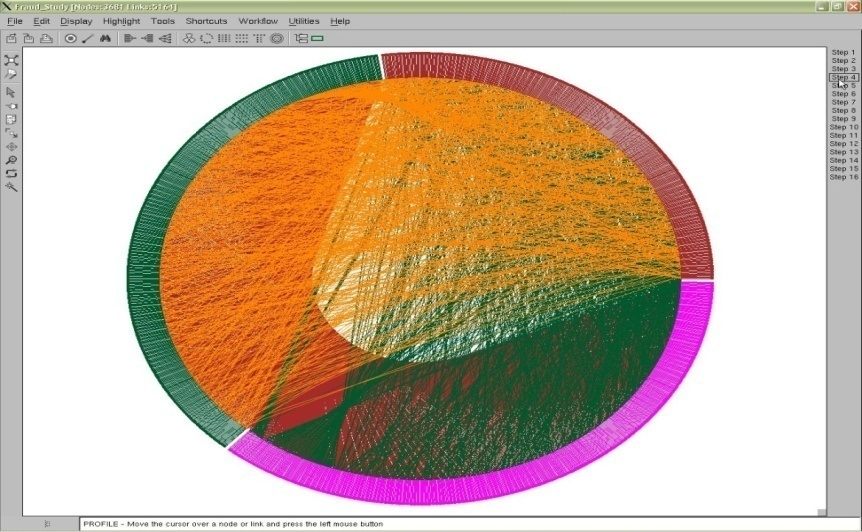 Fraud_Study [Nodes:3681 Links:5164]
File Edit Display Highlight Tools Shortcuts Workflow Utilities Help
Step 1
Step 2
Step 3
Step 4
Step 5
Step 6
Step 7
Step 8
Step 9
Step 10
Step 11
Step 12
Step 13
Step 14
Step 15
Step 16
PROFILE - Move the cursor over a node or link and press the left mouse button